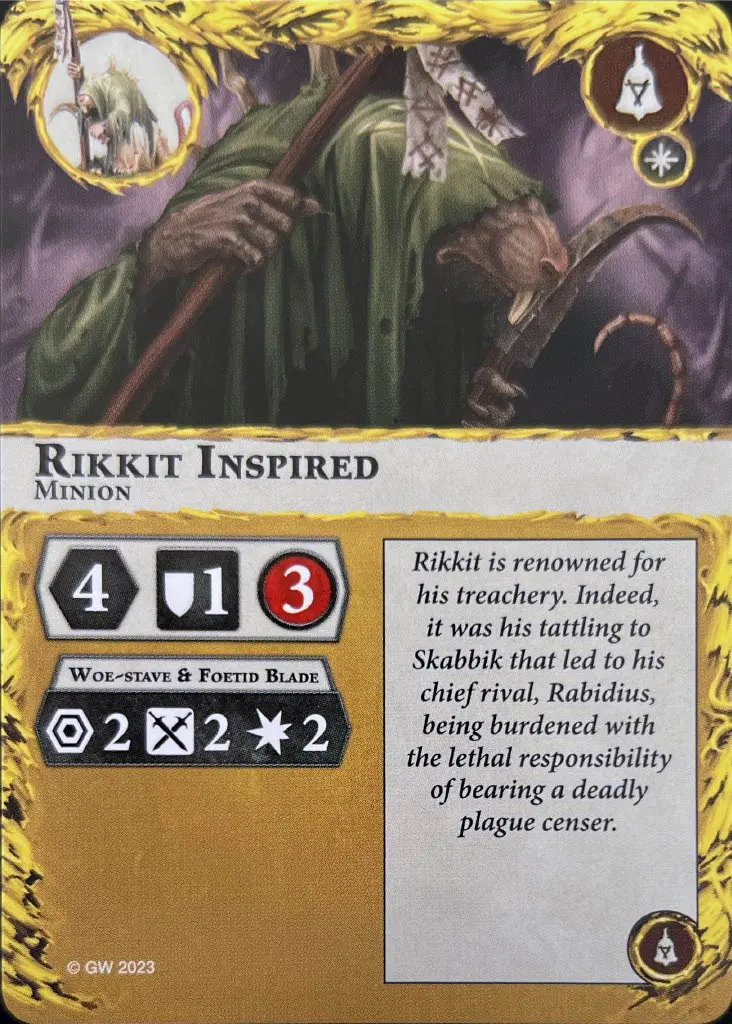 Rikkit Inspired
Minion
4 1 3
Woe-stave & Foetid Blade
2 2 2
Rikkit is renowned for
his treachery. Indeed,
it was his tattling to
Skabbik that led to his
chief rival, Rabidius,
being burdened with
the lethal responsibility
of bearing a deadly
plague censer.
© GW 2023